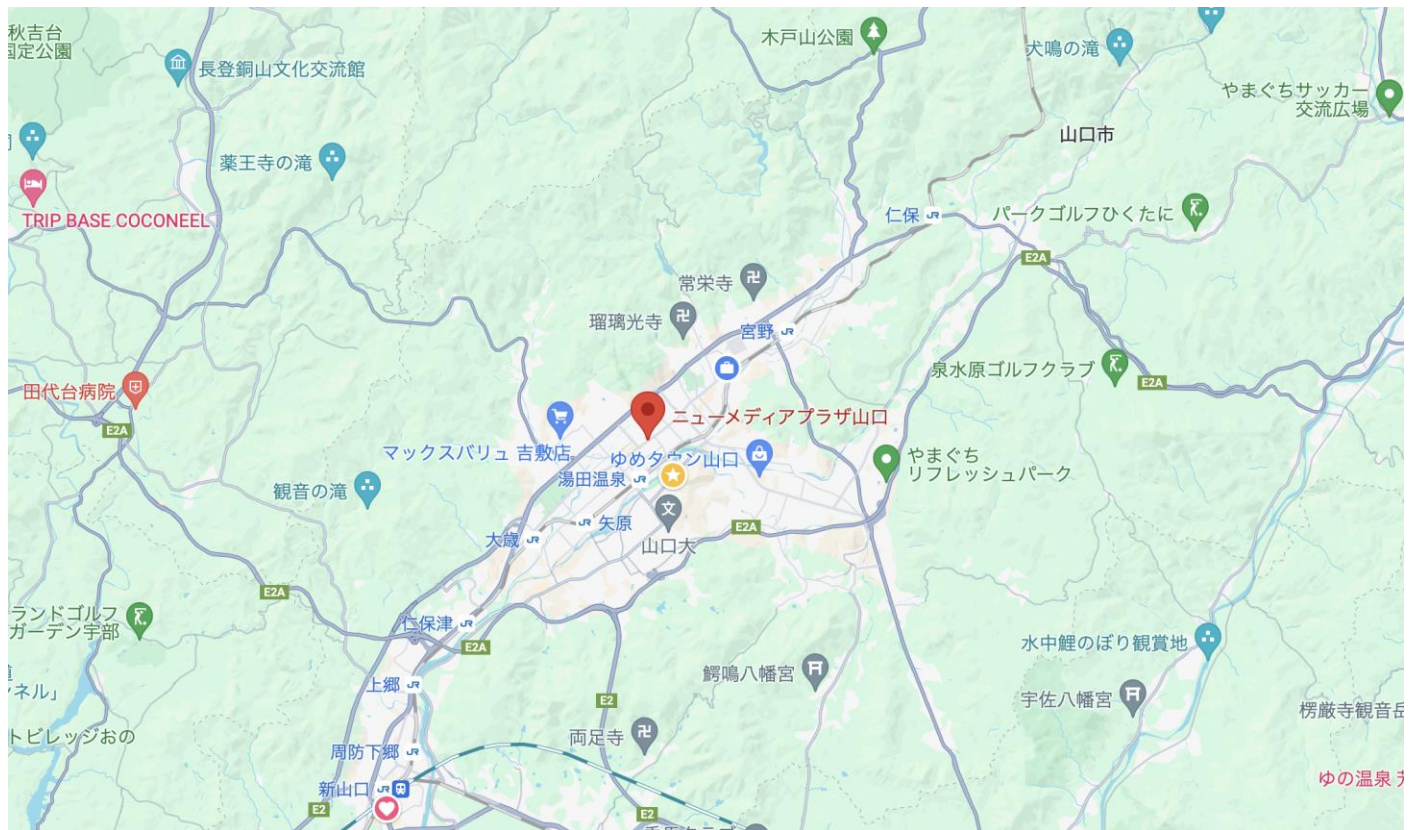 秋吉台
国定公園
長登銅山文化交流館
木戸山公園
犬鳴の滝
やまぐちサッカー
交流広場
山口市
薬王寺の滝
TRIP BASE COCONEEL
仁保
パークゴルフひくたに
E2A
常栄寺
瑠璃光寺
宮野
泉水原ゴルフクラブ
E2A
田代台病院
E2A
ニューメディアプラザ山口
マックスバリュ 吉敷店
ゆめタウン山口
やまぐち
リフレッシュパーク
湯田温泉
観音の滝
矢原
E2A
大歳
山口大
E2A
ランドゴルフ
ガーデン宇部
仁保津
E2A
水中鯉のぼり観賞地
鰐鳴八幡宮
上郷
ネル」
E2
宇佐八幡宮
楞厳寺観音岳
トビレッジおの
両足寺
周防下郷
ゆの温泉
新山口
E2
E2